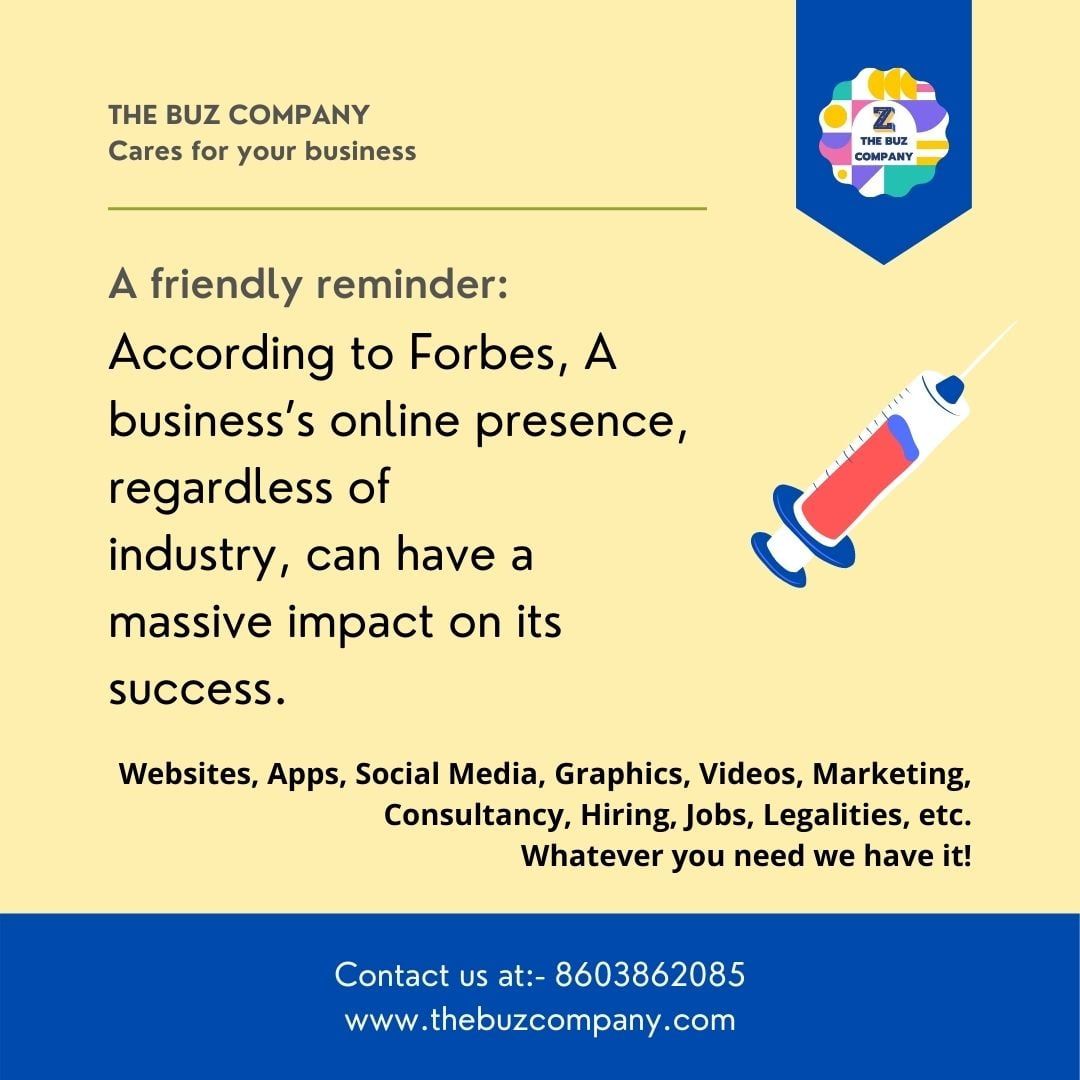 THE BUZ COMPANY
Cares for your business
Z
THE BUZ
COMPANY
A friendly reminder:
According to Forbes, A
business’s online presence,
regardless of
industry, can have a
massive impact on its
success.
Websites, Apps, Social Media, Graphics, Videos, Marketing,
Consultancy, Hiring, Jobs, Legalities, etc.
Whatever you need we have it!
Contact us at:- 8603862085
www.thebuzcompany.com